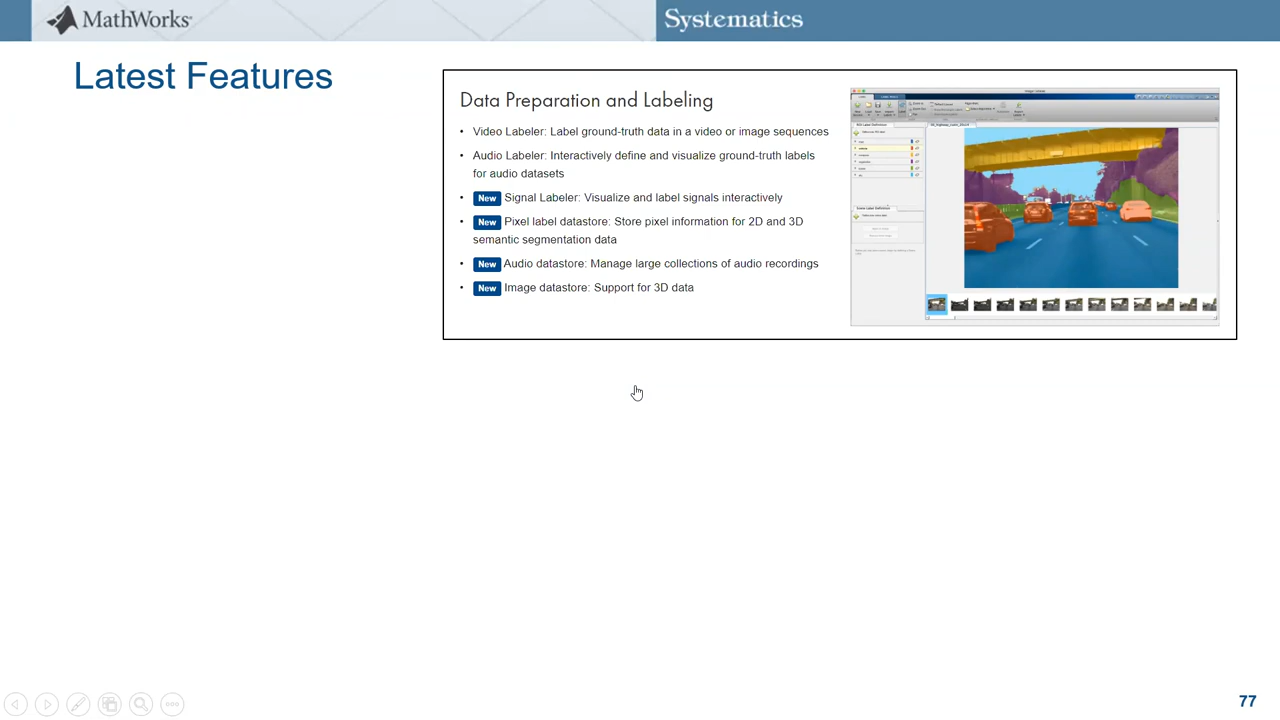 MathWorks
Systematics
Latest Features
Data Preparation and Labeling
• Video Labeler: Label ground-truth data in a video or image sequences
• Audio Labeler: Interactively define and visualize ground-truth labels
for audio datasets
• New Signal Labeler: Visualize and label signals interactively
• New Pixel label datastore: Store pixel information for 2D and 3D
semantic segmentation data
• New Audio datastore: Manage large collections of audio recordings
• New Image datastore: Support for 3D data
77